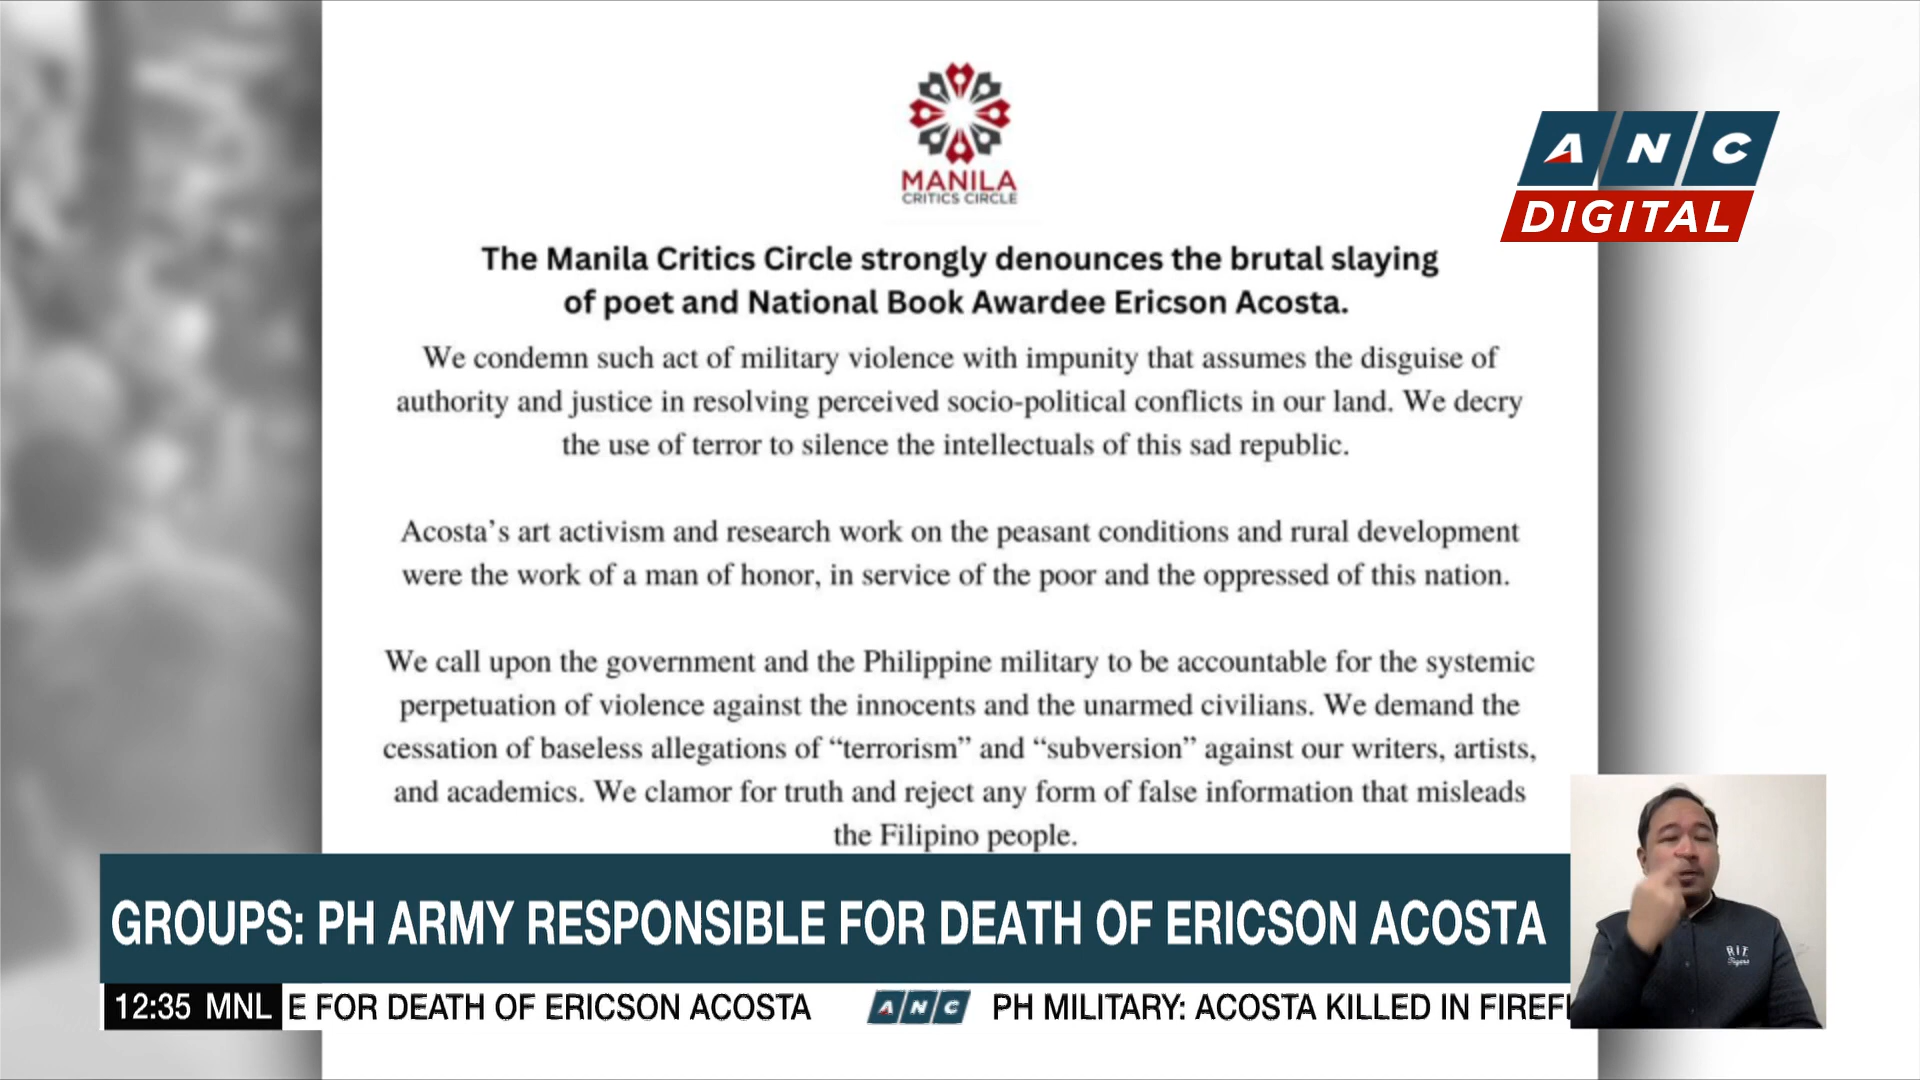 MANILA
CRITICS CIRCLE
ANC
DIGITAL
The Manila Critics Circle strongly denounces the brutal slaying
of poet and National Book Awardee Ericson Acosta.
We condemn such act of military violence with impunity that assumes the disguise of
authority and justice in resolving perceived socio-political conflicts in our land. We decry
the use of terror to silence the intellectuals of this sad republic.
Acosta’s art activism and research work on the peasant conditions and rural development
were the work of a man of honor, in service of the poor and the oppressed of this nation.
We call upon the government and the Philippine military to be accountable for the systemic
perpetuation of violence against the innocents and the unarmed civilians. We demand the
cessation of baseless allegations of “terrorism” and “subversion” against our writers, artists,
and academics. We clamor for truth and reject any form of false information that misleads
the Filipino people.
GROUPS: PH ARMY RESPONSIBLE FOR DEATH OF ERICSON ACOSTA
RIT
Tigers
12:35 MNL E FOR DEATH OF ERICSON ACOSTA ANC PH MILITARY: ACOSTA KILLED IN FIREF